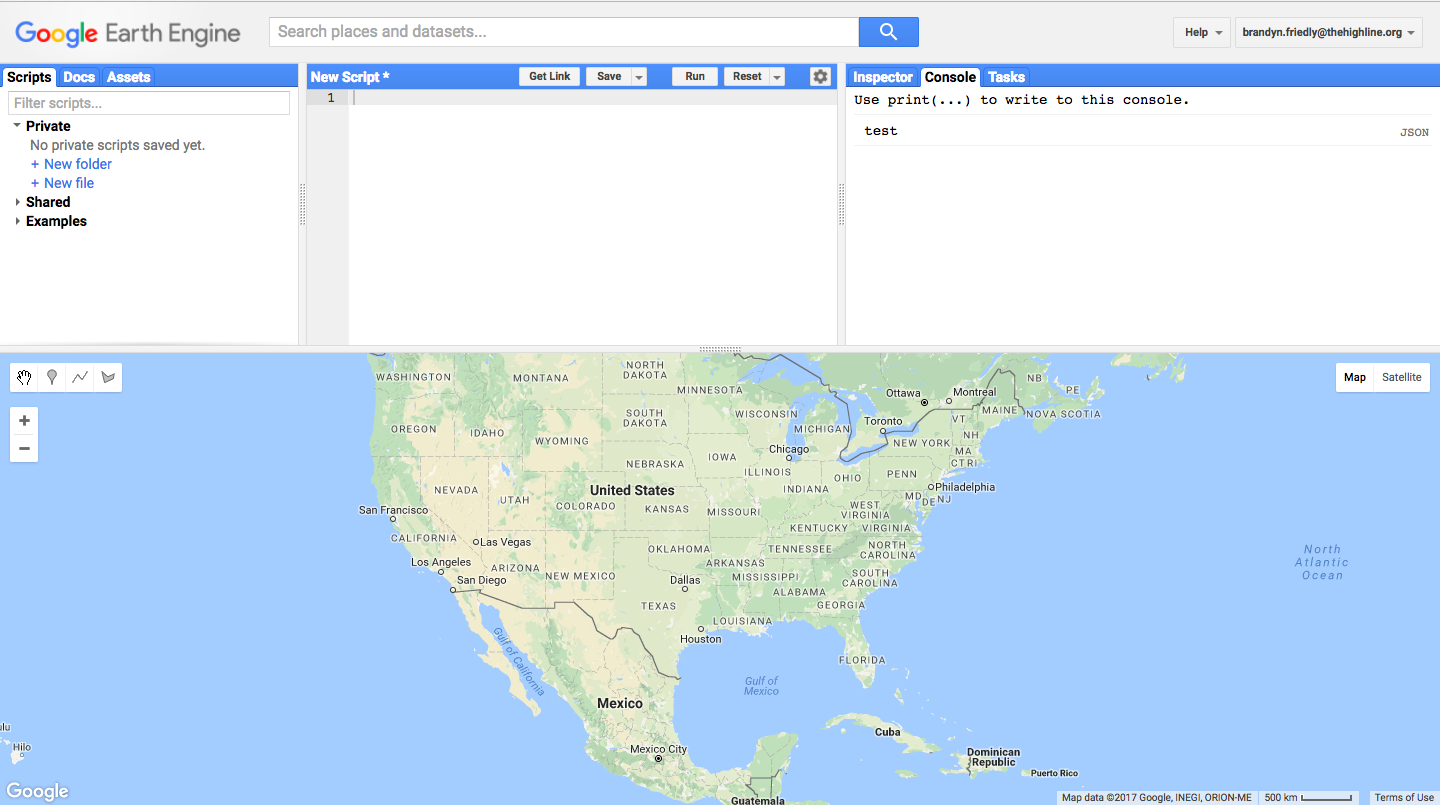 Google Earth Engine
Search places and datasets...
Help
brandyn.friedly@thehighline.org
Scripts Docs Assets
Filter scripts...
Private
No private scripts saved yet.
+ New folder
+ New file
Shared
Examples
New Script *
Get Link Save Run Reset
1
Inspector Console Tasks
Use print(...) to write to this console.
test JSON
Map Satellite
+
−
WASHINGTON
MONTANA
NORTH
DAKOTA
MINNESOTA
OREGON
IDAHO
SOUTH
DAKOTA
WYOMING
WISCONSIN
MICHIGAN
Ottawa
Montreal
NB
PE
MAINE
NOVA SCOTIA
VT
Toronto
NEW YORK
NH
MA
CT RI
Chicago
IOWA
NEBRASKA
ILLINOIS
INDIANA
OHIO
PENN
Philadelphia
MD
DE
NJ
NEVADA
UTAH
United States
COLORADO
KANSAS
MISSOURI
WEST
VIRGINIA
KENTUCKY
VIRGINIA
San Francisco
CALIFORNIA
Las Vegas
Los Angeles
San Diego
ARIZONA
NEW MEXICO
OKLAHOMA
ARKANSAS
TENNESSEE
NORTH
CAROLINA
SOUTH
CAROLINA
MISSISSIPPI
ALABAMA
GEORGIA
Dallas
TEXAS
LOUISIANA
Houston
FLORIDA
North
Atlantic
Ocean
Gulf of California
Gulf of
Mexico
Mexico
Mexico City
Cuba
Dominican
Republic
Puerto Rico
Guatemala
ulu
Hilo
Google
Map data ©2017 Google, INEGI, ORION-ME
500 km
Terms of Use